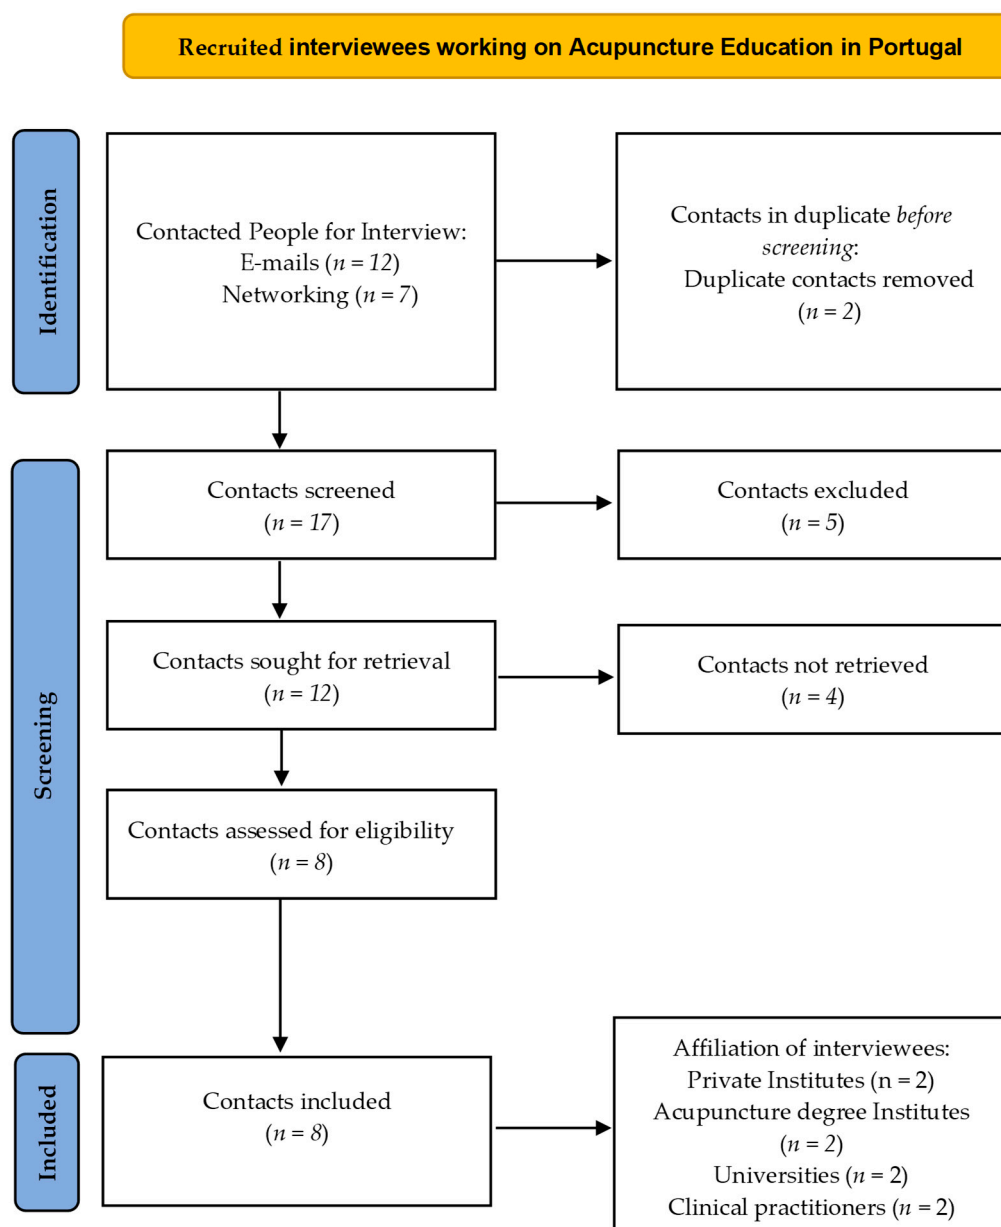 Recruited interviewees working on Acupuncture Education in Portugal
Identification
Contacted People for Interview:
E-mails (n = 12)
Networking (n = 7)
Contacts in duplicate before
screening:
Duplicate contacts removed
(n = 2)
Screening
Contacts screened
(n = 17)
Contacts excluded
(n = 5)
Contacts sought for retrieval
(n = 12)
Contacts not retrieved
(n = 4)
Contacts assessed for eligibility
(n = 8)
Included
Contacts included
(n = 8)
Affiliation of interviewees:
Private Institutes (n = 2)
Acupuncture degree Institutes
(n = 2)
Universities (n = 2)
Clinical practitioners (n = 2)